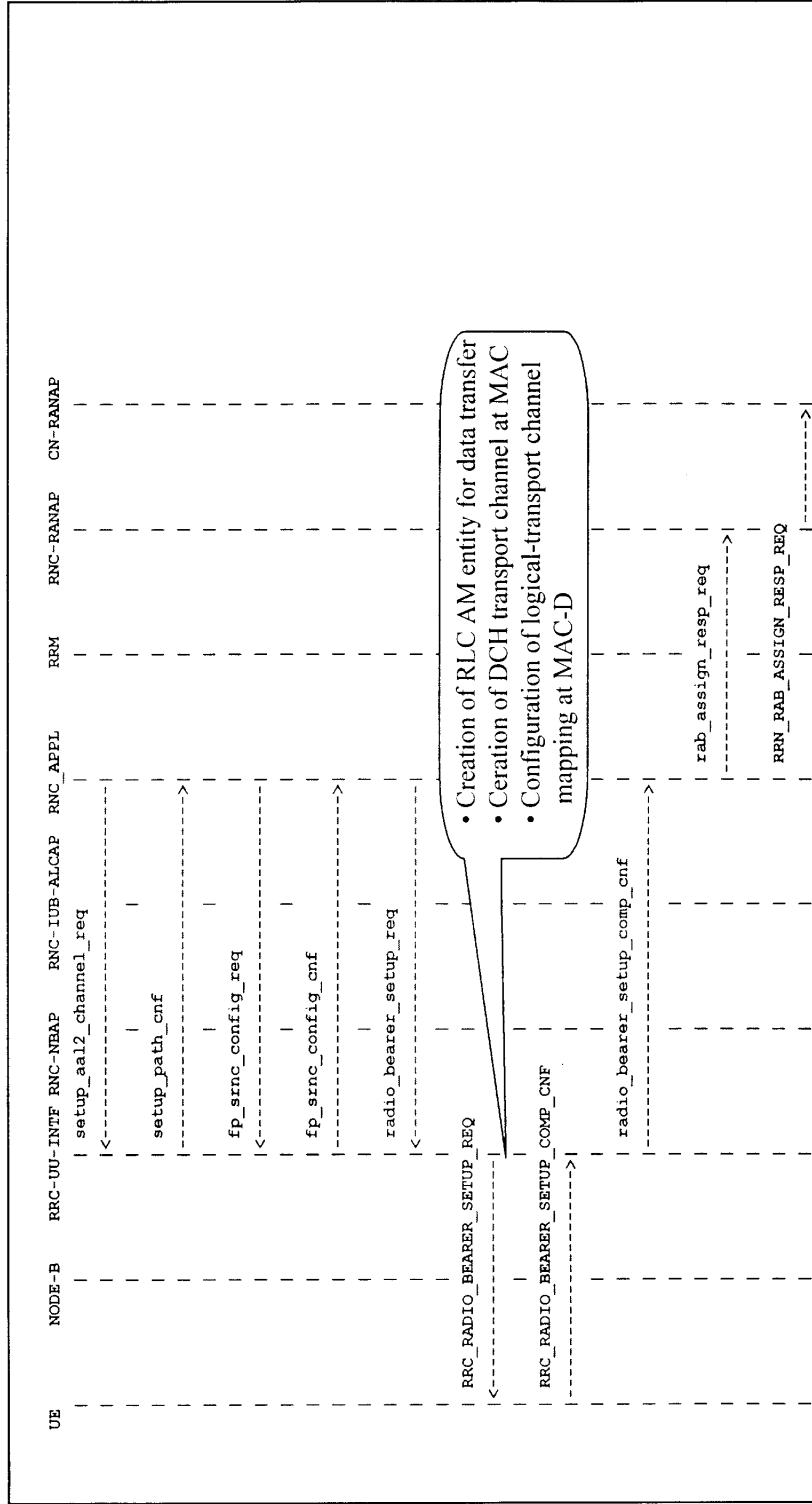 UE NODE-B RRC-UU-INTF RNC-NBAP RNC-IUB-ALCAP RNC_APPL RRM RNC-RANAP CN-RANAP
setup_aal2_channel_req
setup_path_cnf
fp_srnc_config_req
fp_srnc_config_cnf
radio_bearer_setup_req
RRC_RADIO_BEARER_SETUP_REQ
• Creation of RLC AM entity for data transfer
• Ceration of DCH transport channel at MAC
• Configuration of logical-transport channel
mapping at MAC-D
RRC_RADIO_BEARER_SETUP_COMP_CNF
radio_bearer_setup_comp_cnf
rab_assign_resp_req
RRN_RAB_ASSIGN_RESP_REQ